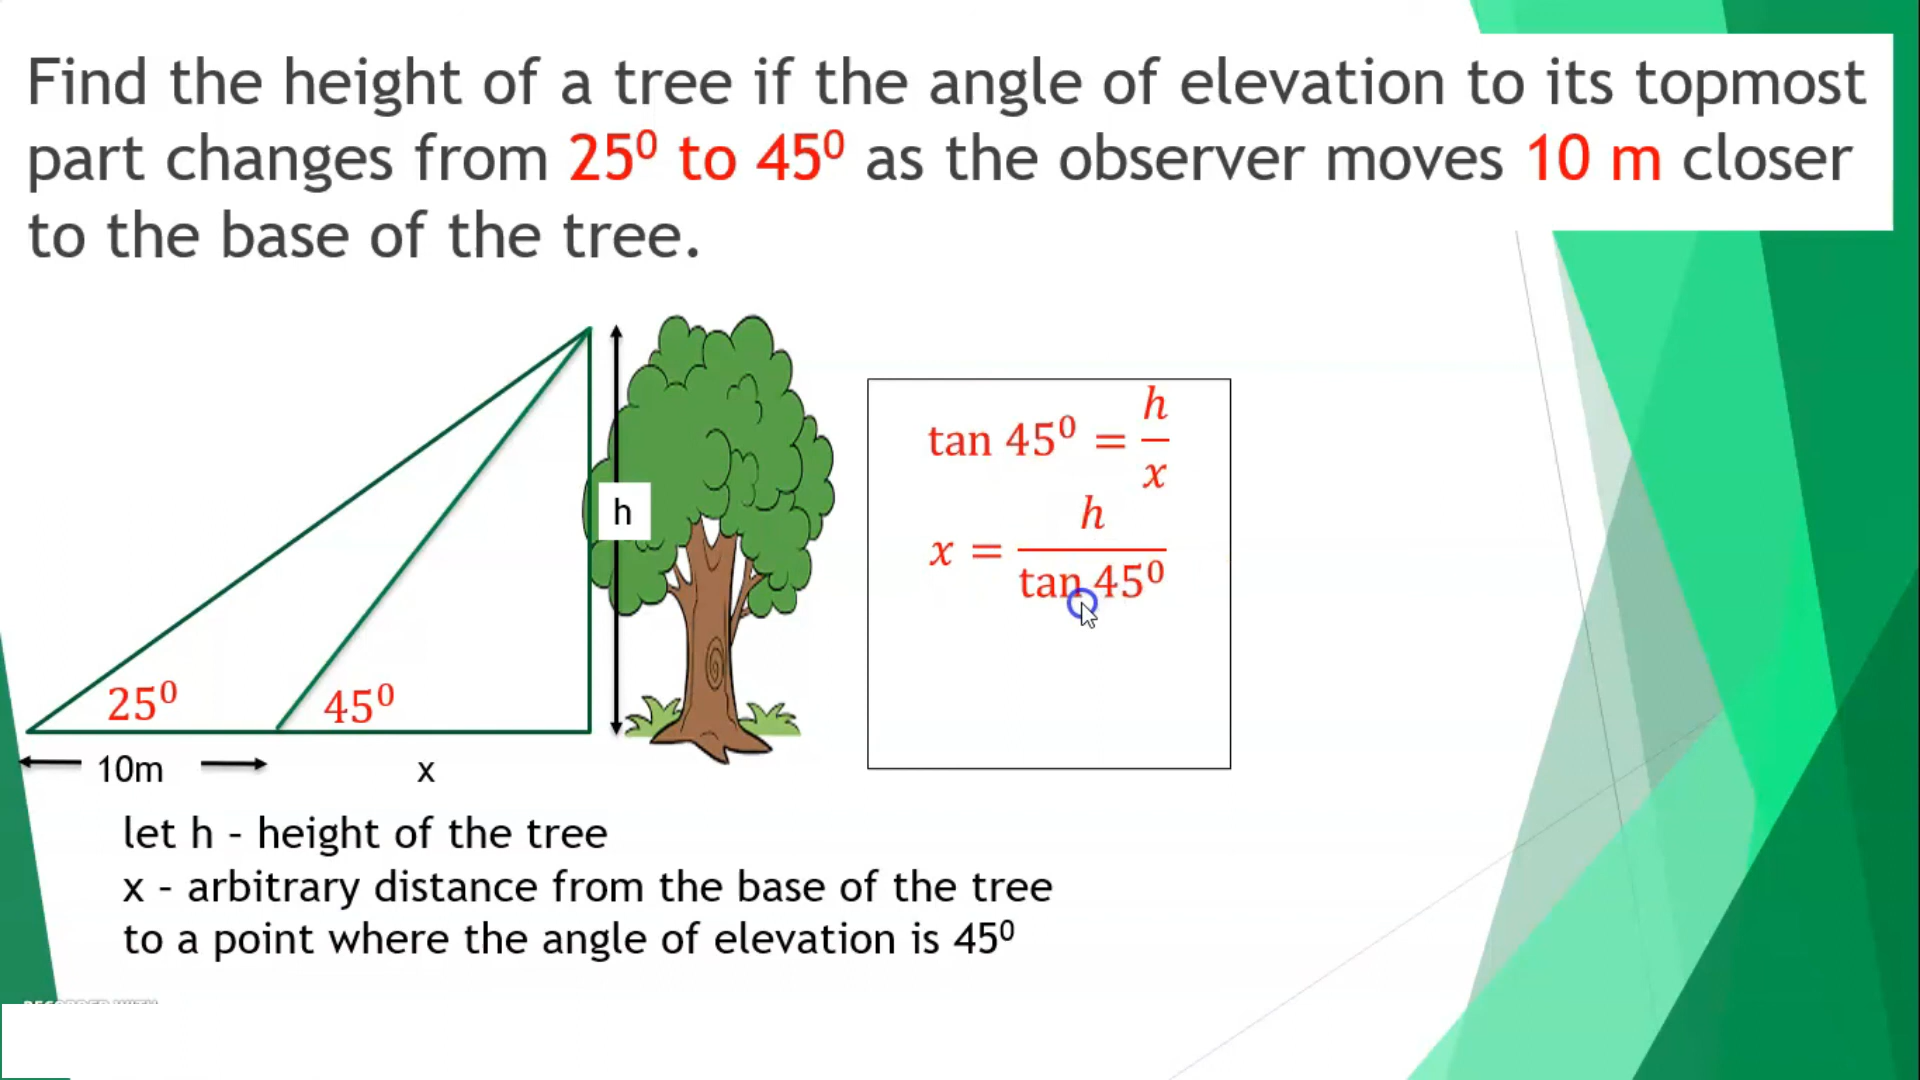 Find the height of a tree if the angle of elevation to its topmost
part changes from 25⁰ to 45⁰ as the observer moves 10 m closer
to the base of the tree.
h
25⁰
45⁰
10m
x
tan 45⁰ = h/x
x = h/tan 45⁰
let h - height of the tree
x - arbitrary distance from the base of the tree
to a point where the angle of elevation is 45⁰
RECORDED WITH